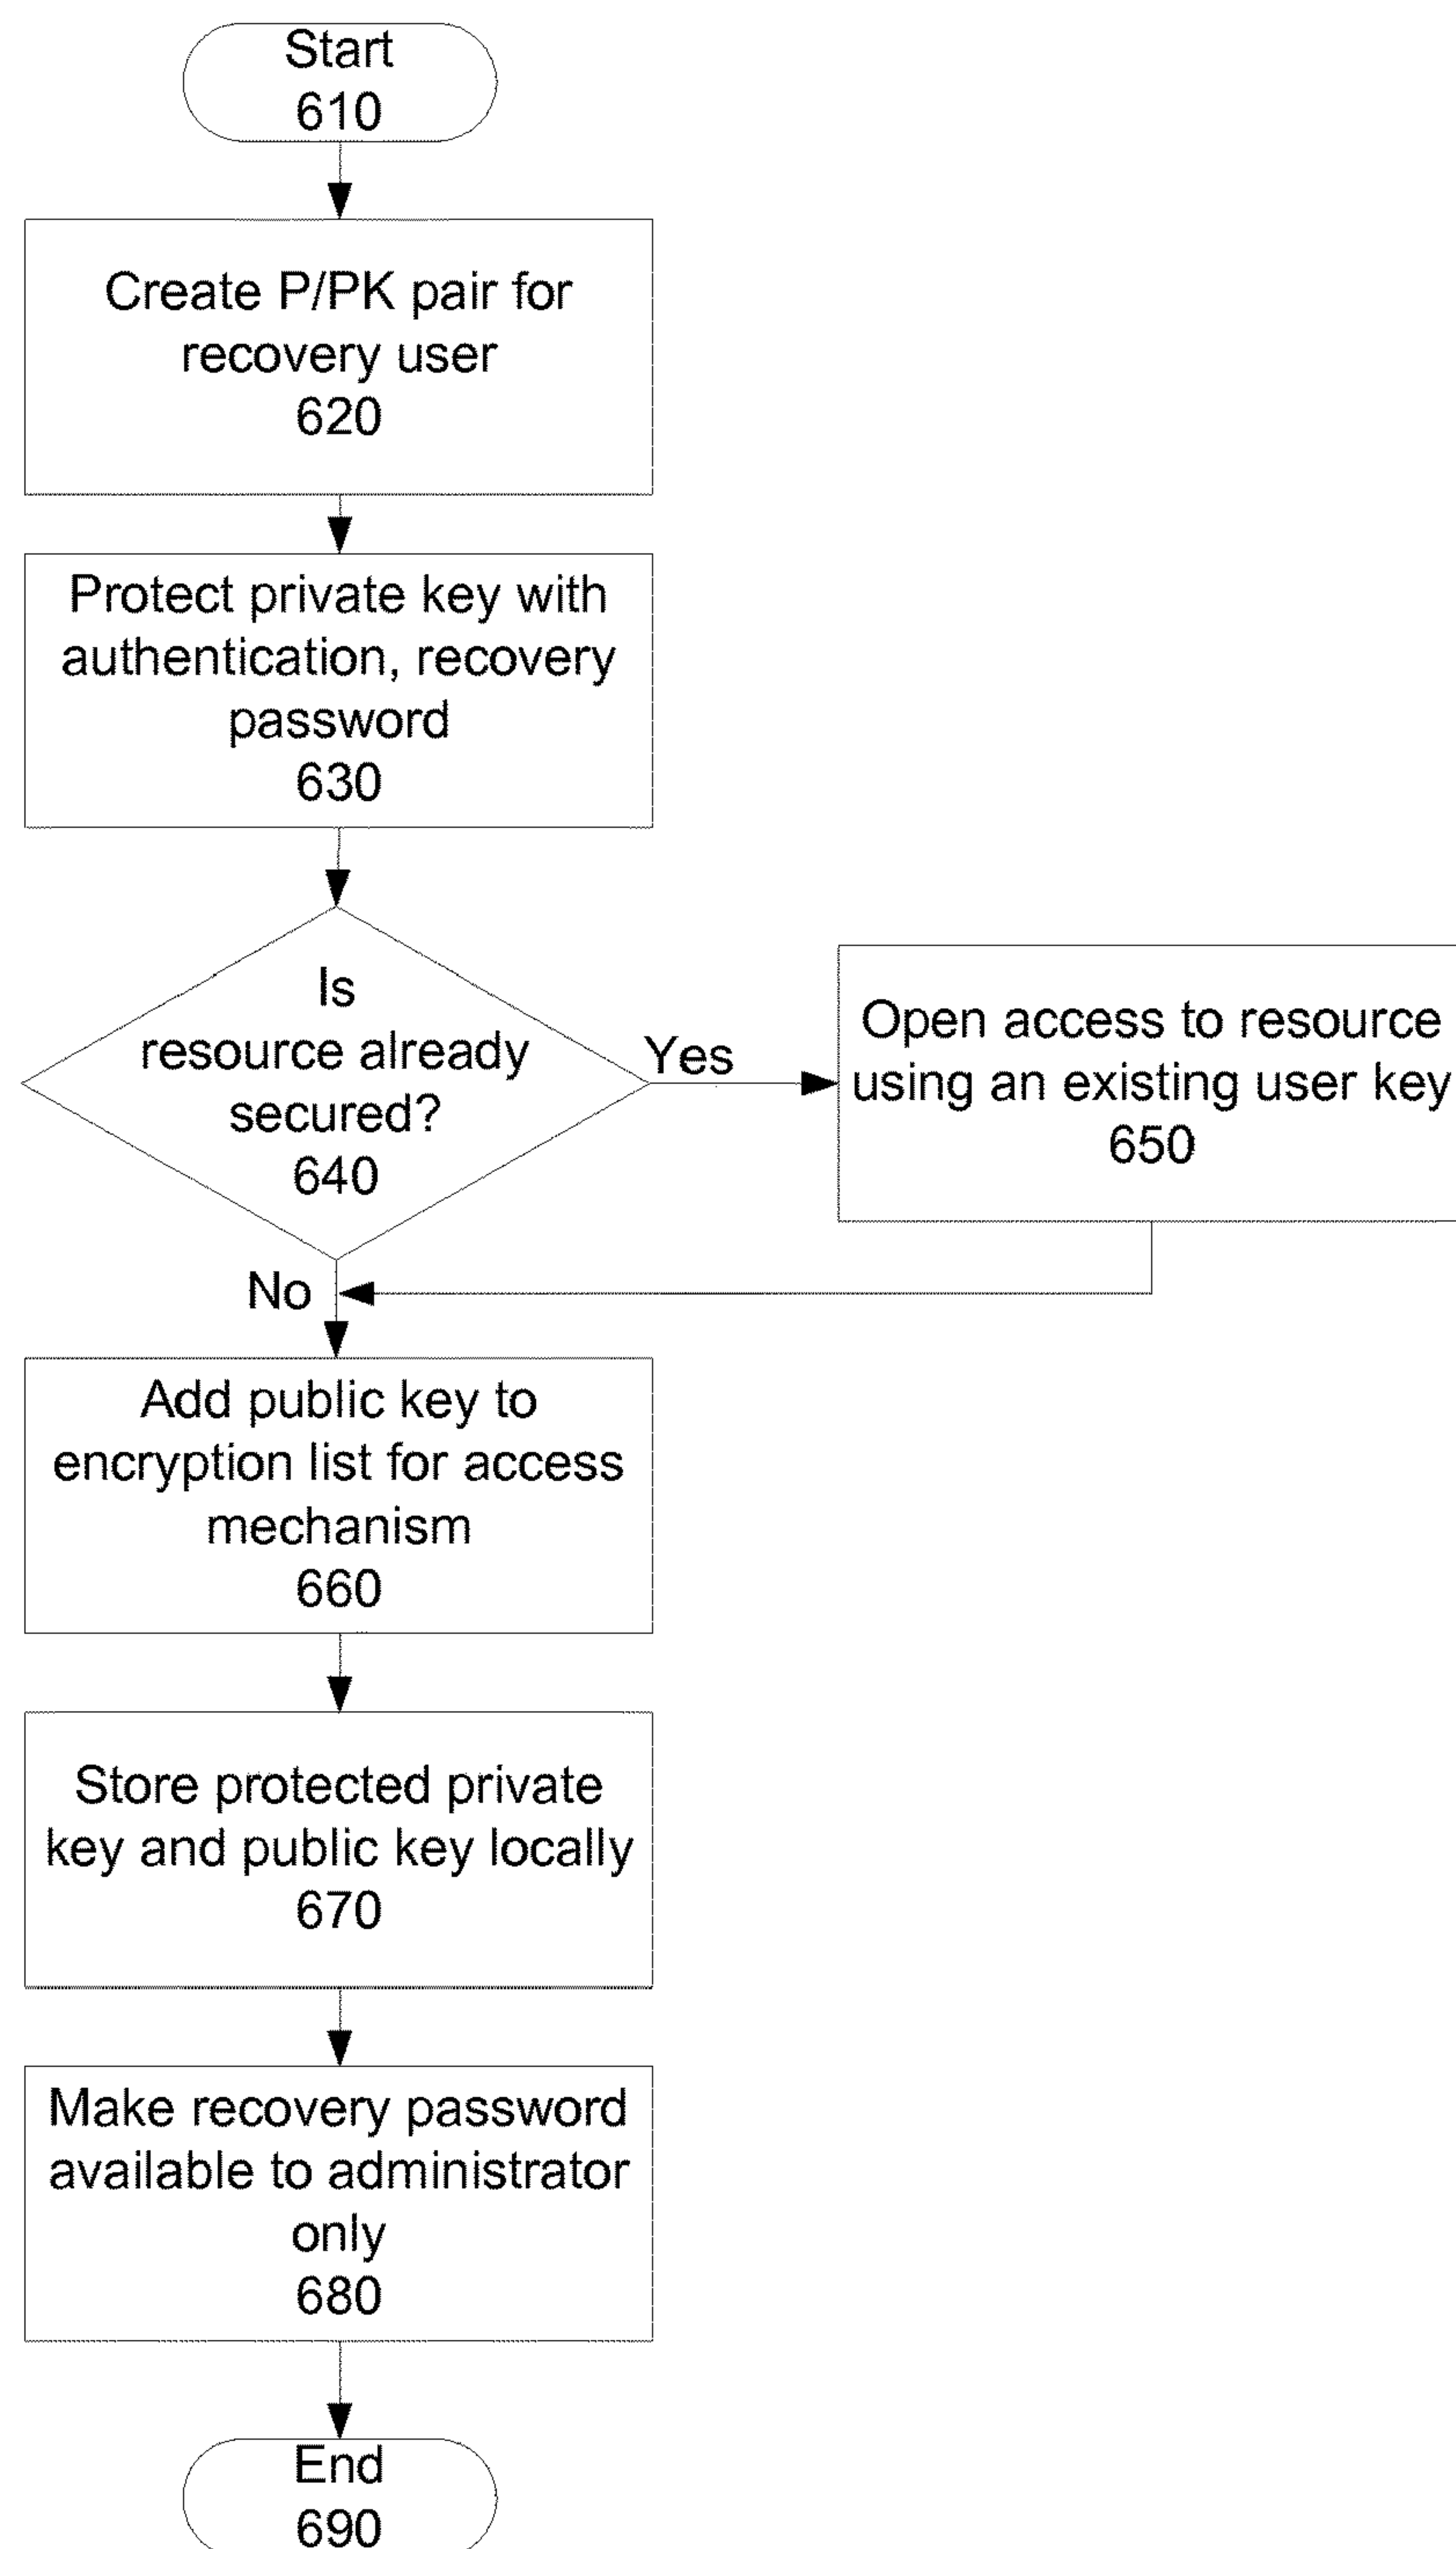 Start
610
Create P/PK pair for
recovery user
620
Protect private key with
authentication, recovery
password
630
Is
resource already
secured?
640
Yes
Open access to resource
using an existing user key
650
No
Add public key to
encryption list for access
mechanism
660
Store protected private
key and public key locally
670
Make recovery password
available to administrator
only
680
End
690